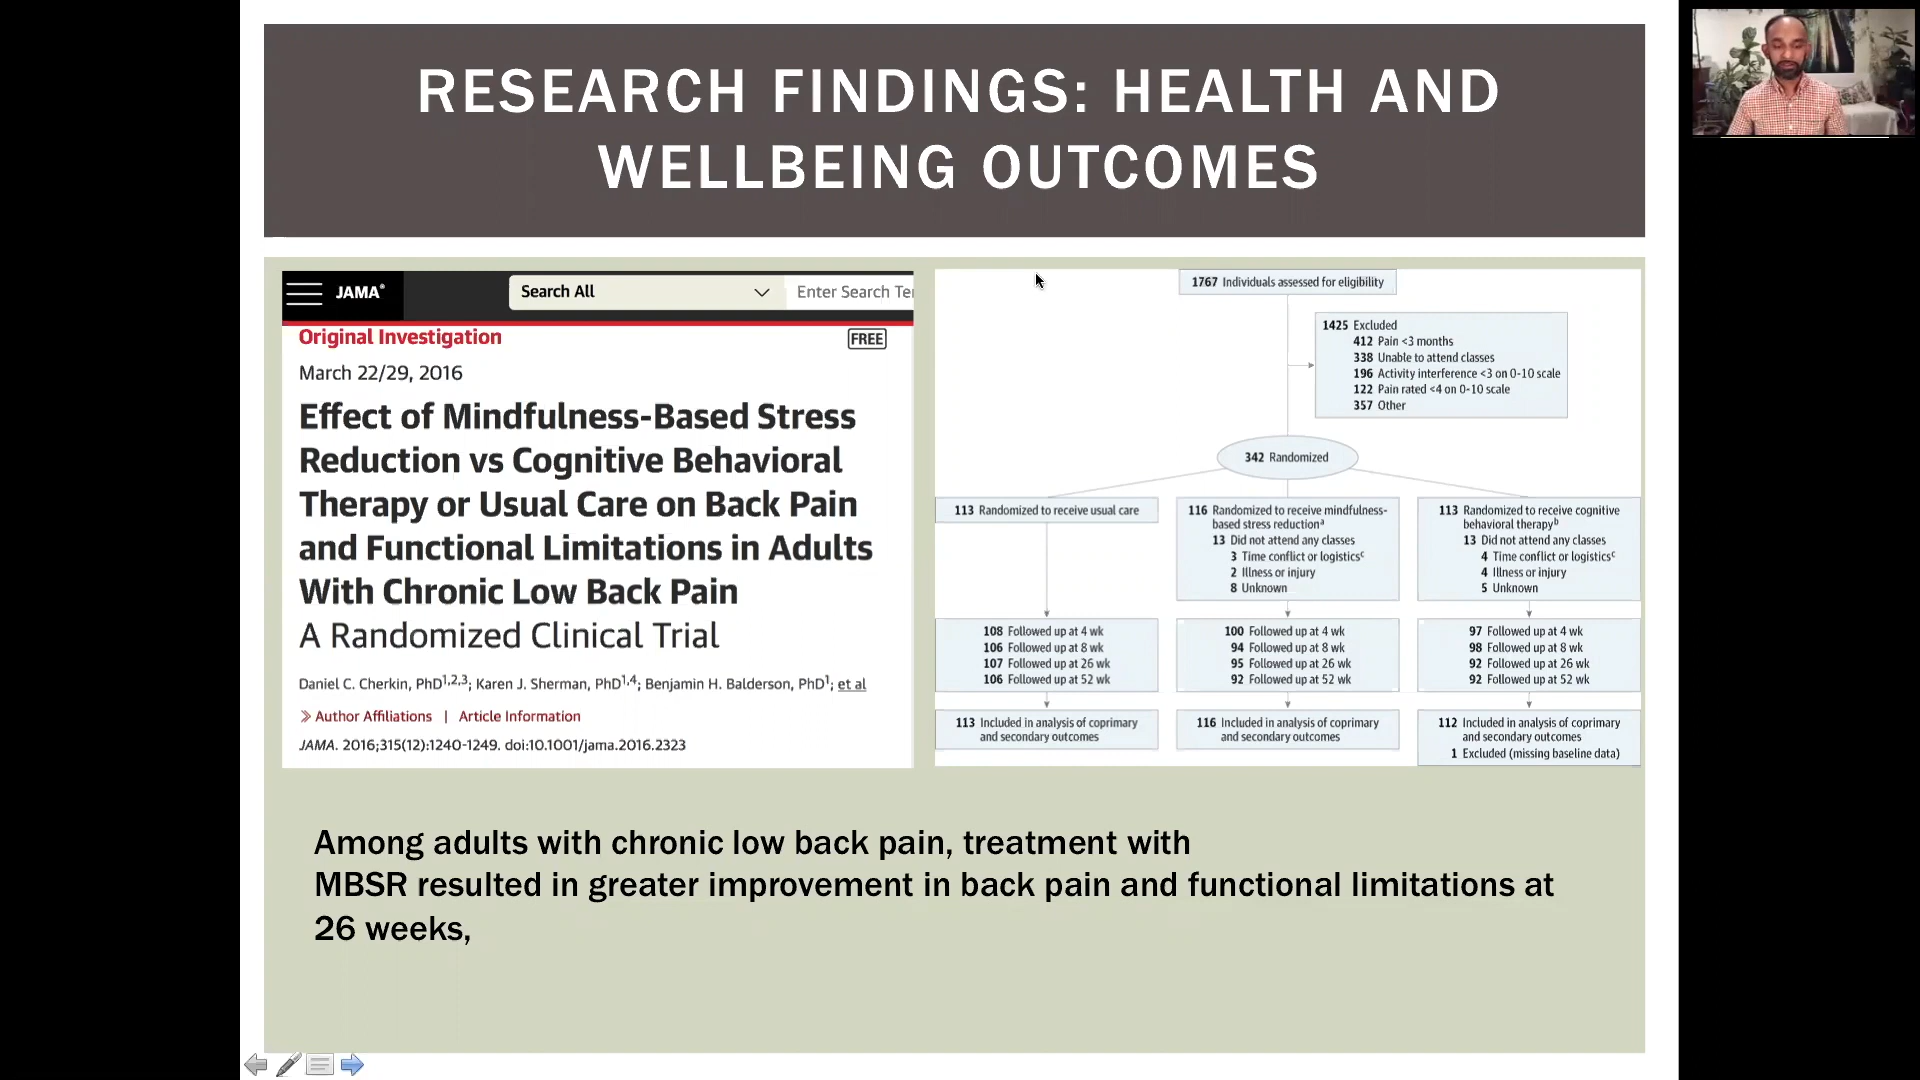 RESEARCH FINDINGS: HEALTH AND
WELLBEING OUTCOMES
JAMA®
Search All
Enter Search Te
Original Investigation
FREE
March 22/29, 2016
Effect of Mindfulness-Based Stress
Reduction vs Cognitive Behavioral
Therapy or Usual Care on Back Pain
and Functional Limitations in Adults
With Chronic Low Back Pain
A Randomized Clinical Trial
Daniel C. Cherkin, PhD1,2,3; Karen J. Sherman, PhD1,4; Benjamin H. Balderson, PhD1; et al
Author Affiliations | Article Information
JAMA. 2016;315(12):1240-1249. doi:10.1001/jama.2016.2323
1767 Individuals assessed for eligibility
1425 Excluded
412 Pain <3 months
338 Unable to attend classes
196 Activity interference <3 on 0-10 scale
122 Pain rated <4 on 0-10 scale
357 Other
342 Randomized
113 Randomized to receive usual care
116 Randomized to receive mindfulness-
based stress reductiona
13 Did not attend any classes
3 Time conflict or logisticsc
2 Illness or injury
8 Unknown
113 Randomized to receive cognitive
behavioral therapyb
13 Did not attend any classes
4 Time conflict or logisticsc
4 Illness or injury
5 Unknown
108 Followed up at 4 wk
106 Followed up at 8 wk
107 Followed up at 26 wk
106 Followed up at 52 wk
100 Followed up at 4 wk
94 Followed up at 8 wk
95 Followed up at 26 wk
92 Followed up at 52 wk
97 Followed up at 4 wk
98 Followed up at 8 wk
92 Followed up at 26 wk
92 Followed up at 52 wk
113 Included in analysis of coprimary
and secondary outcomes
116 Included in analysis of coprimary
and secondary outcomes
112 Included in analysis of coprimary
and secondary outcomes
1 Excluded (missing baseline data)
Among adults with chronic low back pain, treatment with
MBSR resulted in greater improvement in back pain and functional limitations at
26 weeks,